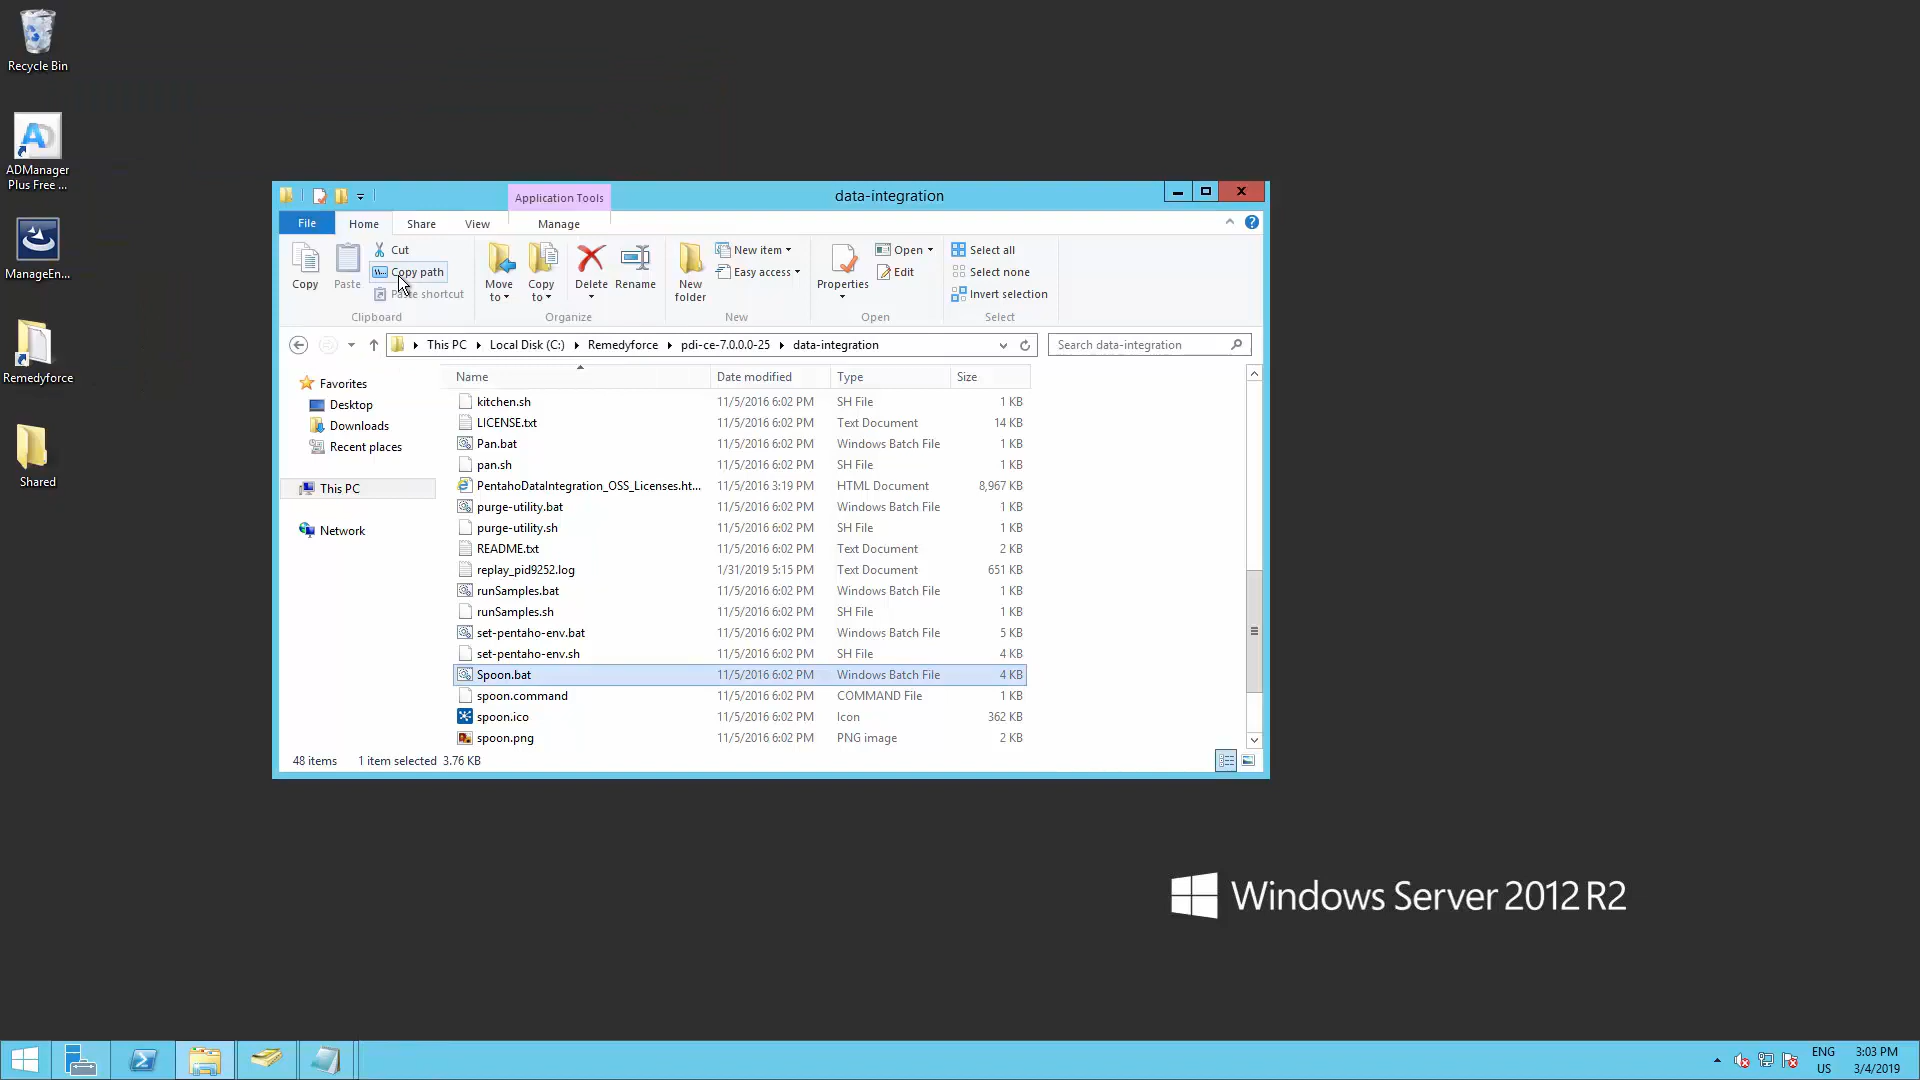 Recycle Bin
ADManager
Plus Free ...
ManageEn...
Remedyforce
Shared
Application Tools
data-integration
File
Home
Share
View
Manage
Copy
Paste
Cut
Copy path
Paste shortcut
Clipboard
Move
to
Copy
to
Delete
Rename
Organize
New
folder
New item
Easy access
New
Properties
Open
Edit
Open
Select all
Select none
Invert selection
Select
This PC
Local Disk (C:)
Remedyforce
pdi-ce-7.0.0.0-25
data-integration
Search data-integration
Favorites
Desktop
Downloads
Recent places
This PC
Network
Name Date modified Type Size
kitchen.sh 11/5/2016 6:02 PM SH File 1 KB
LICENSE.txt 11/5/2016 6:02 PM Text Document 14 KB
Pan.bat 11/5/2016 6:02 PM Windows Batch File 1 KB
pan.sh 11/5/2016 6:02 PM SH File 1 KB
PentahoDataIntegration_OSS_Licenses.ht... 11/5/2016 3:19 PM HTML Document 8,967 KB
purge-utility.bat 11/5/2016 6:02 PM Windows Batch File 1 KB
purge-utility.sh 11/5/2016 6:02 PM SH File 1 KB
README.txt 11/5/2016 6:02 PM Text Document 2 KB
replay_pid9252.log 1/31/2019 5:15 PM Text Document 651 KB
runSamples.bat 11/5/2016 6:02 PM Windows Batch File 1 KB
runSamples.sh 11/5/2016 6:02 PM SH File 1 KB
set-pentaho-env.bat 11/5/2016 6:02 PM Windows Batch File 5 KB
set-pentaho-env.sh 11/5/2016 6:02 PM SH File 4 KB
Spoon.bat 11/5/2016 6:02 PM Windows Batch File 4 KB
spoon.command 11/5/2016 6:02 PM COMMAND File 1 KB
spoon.ico 11/5/2016 6:02 PM Icon 362 KB
spoon.png 11/5/2016 6:02 PM PNG image 2 KB
48 items 1 item selected 3.76 KB
Windows Server 2012 R2
ENG
US
3:03 PM
3/4/2019